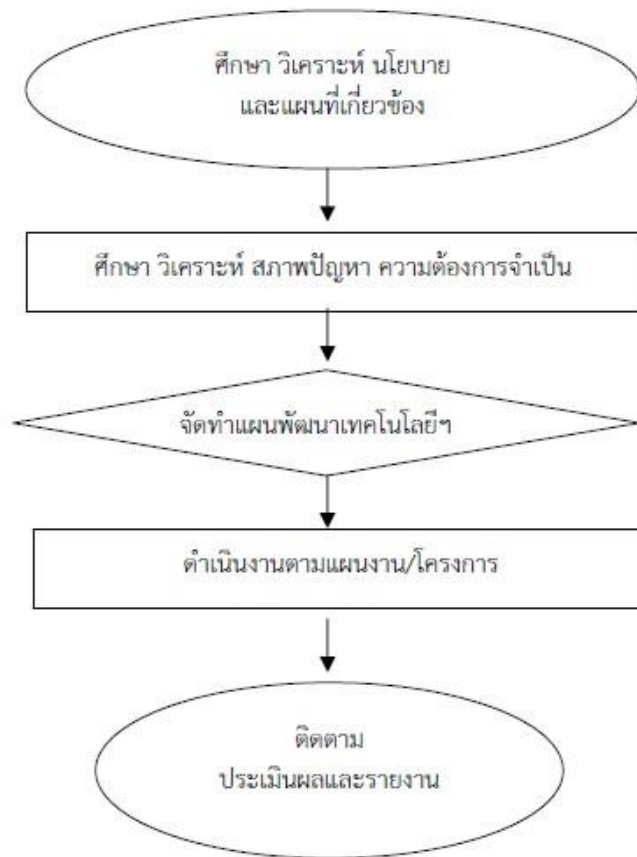 ศึกษา วิเคราะห์ นโยบาย
และแผนที่เกี่ยวข้อง
ศึกษา วิเคราะห์ สภาพปัญหา ความต้องการจำเป็น
จัดทำแผนพัฒนาเทคโนโลยีฯ
ดำเนินงานตามแผนงาน/โครงการ
ติดตาม
ประเมินผลและรายงาน